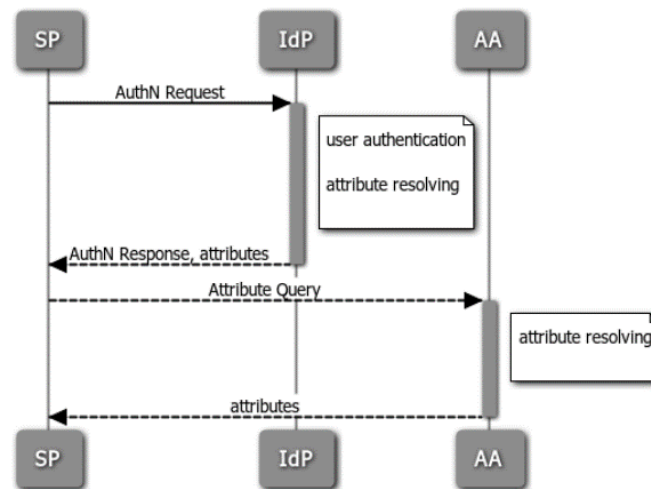 SP
IdP
AA
AuthN Request
user authentication
attribute resolving
AuthN Response, attributes
Attribute Query
attribute resolving
attributes
SP
IdP
AA